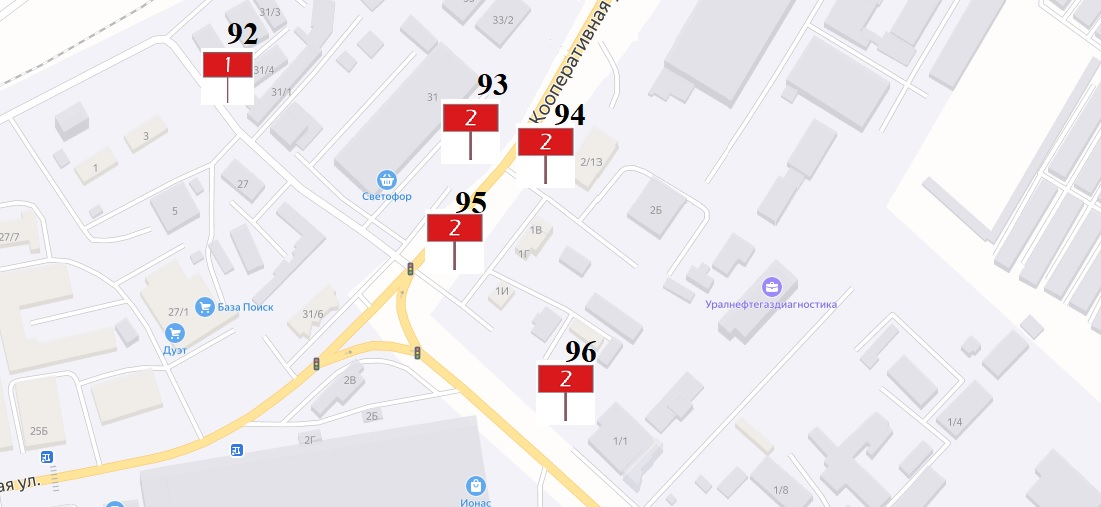 31/3
33/2
92
1
31/4
31/1
Кооперативная
31
93
2
94
2
2/13
3
1
Светофор
27
5
95
2
2Б
1В
1Г
27/7
1И
Уралнефтегаздиагностика
27/1
База Поиск
31/6
Дуэт
96
2
2В
2Б
25Б
2Г
1/1
1/4
ая ул.
Ионас
1/8